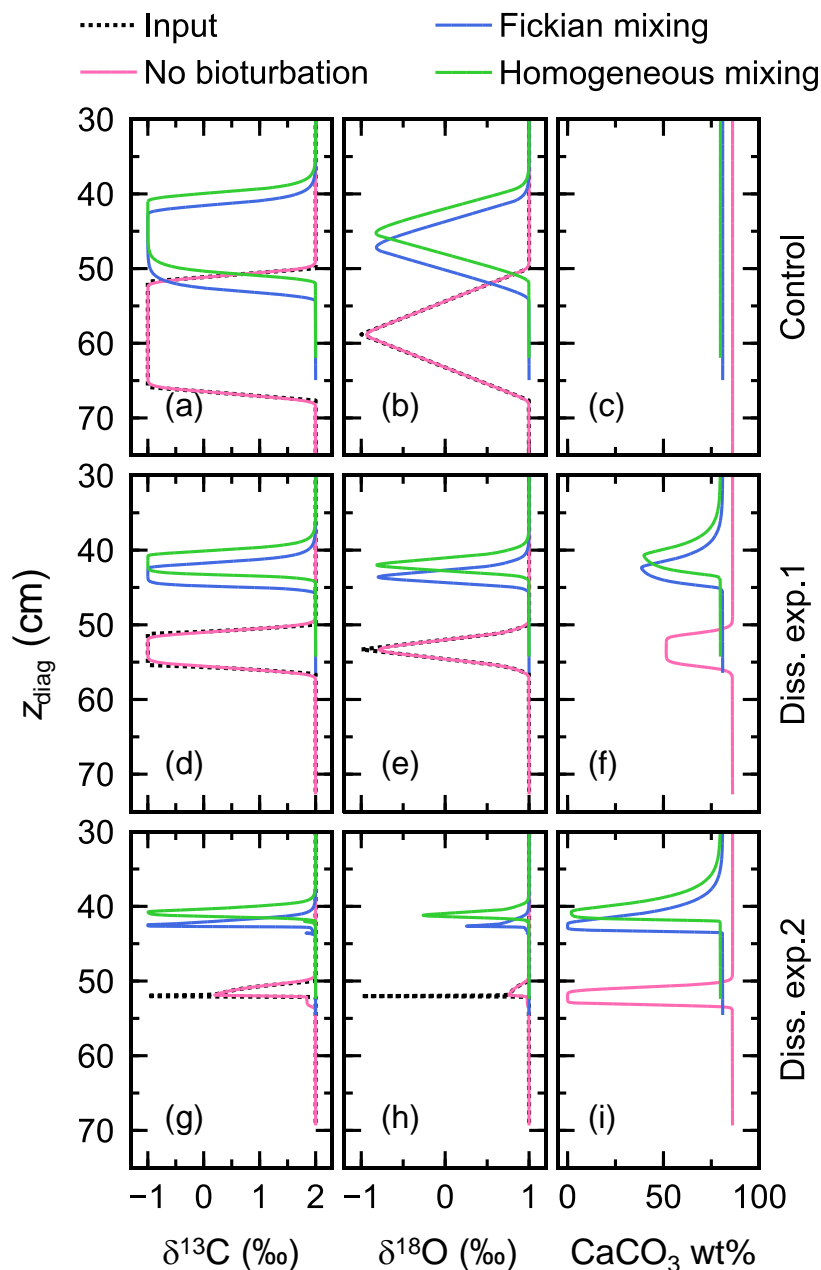 Input
Fickian mixing
No bioturbation
Homogeneous mixing
30
40
50
60
70
(a)
(b)
(c)
Control
30
40
50
60
70
(d)
(e)
(f)
Diss. exp.1
z_diag (cm)
30
40
50
60
70
(g)
(h)
(i)
Diss. exp.2
−1 0 1 2
−1 0 1
0 50 100
δ¹³C (‰)
δ¹⁸O (‰)
CaCO₃ wt%